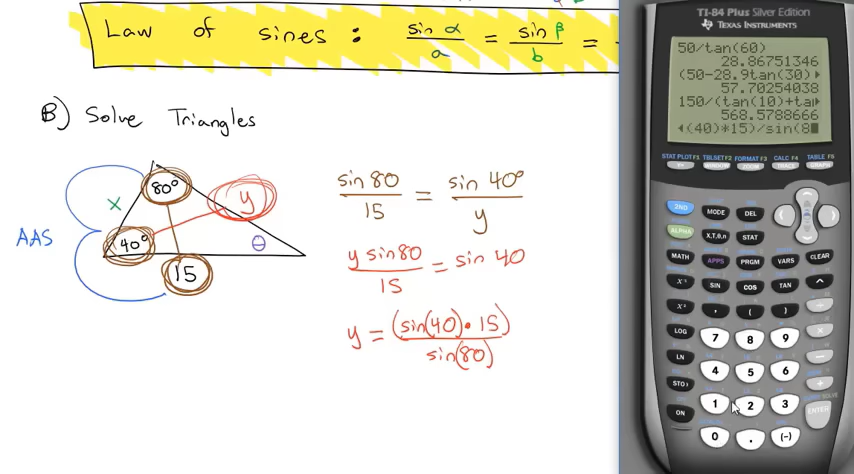 Law of sines : sin α / a = sin β / b =
B) Solve Triangles
80°
x
y
AAS
40°
θ
15
sin 80 / 15 = sin 40° / y
y sin 80 / 15 = sin 40
y = (sin(40) · 15) / sin(80)
TI-84 Plus Silver Edition
TEXAS INSTRUMENTS
50/tan(60)
28.86751346
(50-28.9tan(30)
57.70254038
150/(tan(10)+ta
568.5788666
(40)*15)/sin(8
STAT PLOT F1 TBLSET F2 FORMAT F3 CALC F4 TABLE F5
Y= WINDOW ZOOM TRACE GRAPH
2ND MODE DEL
ALPHA X,T,θ,n STAT
MATH APPS PRGM VARS CLEAR
SIN COS TAN ^
, ( )
LOG 7 8 9 ×
LN 4 5 6 −
STO 1 2 3 +
ON 0 . (-) ENTER